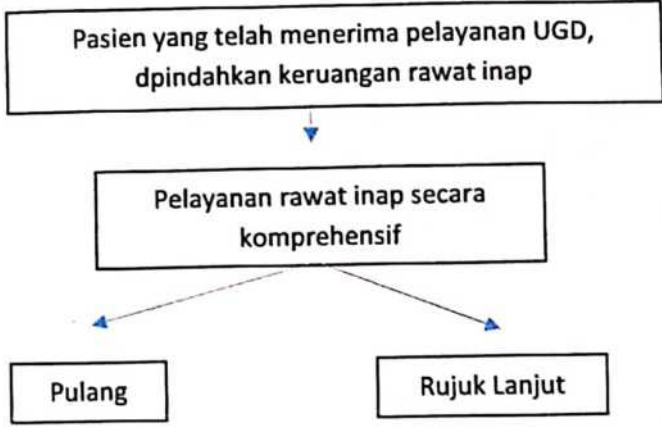 Pasien yang telah menerima pelayanan UGD,
dpindahkan keruangan rawat inap
Pelayanan rawat inap secara
komprehensif
Pulang
Rujuk Lanjut